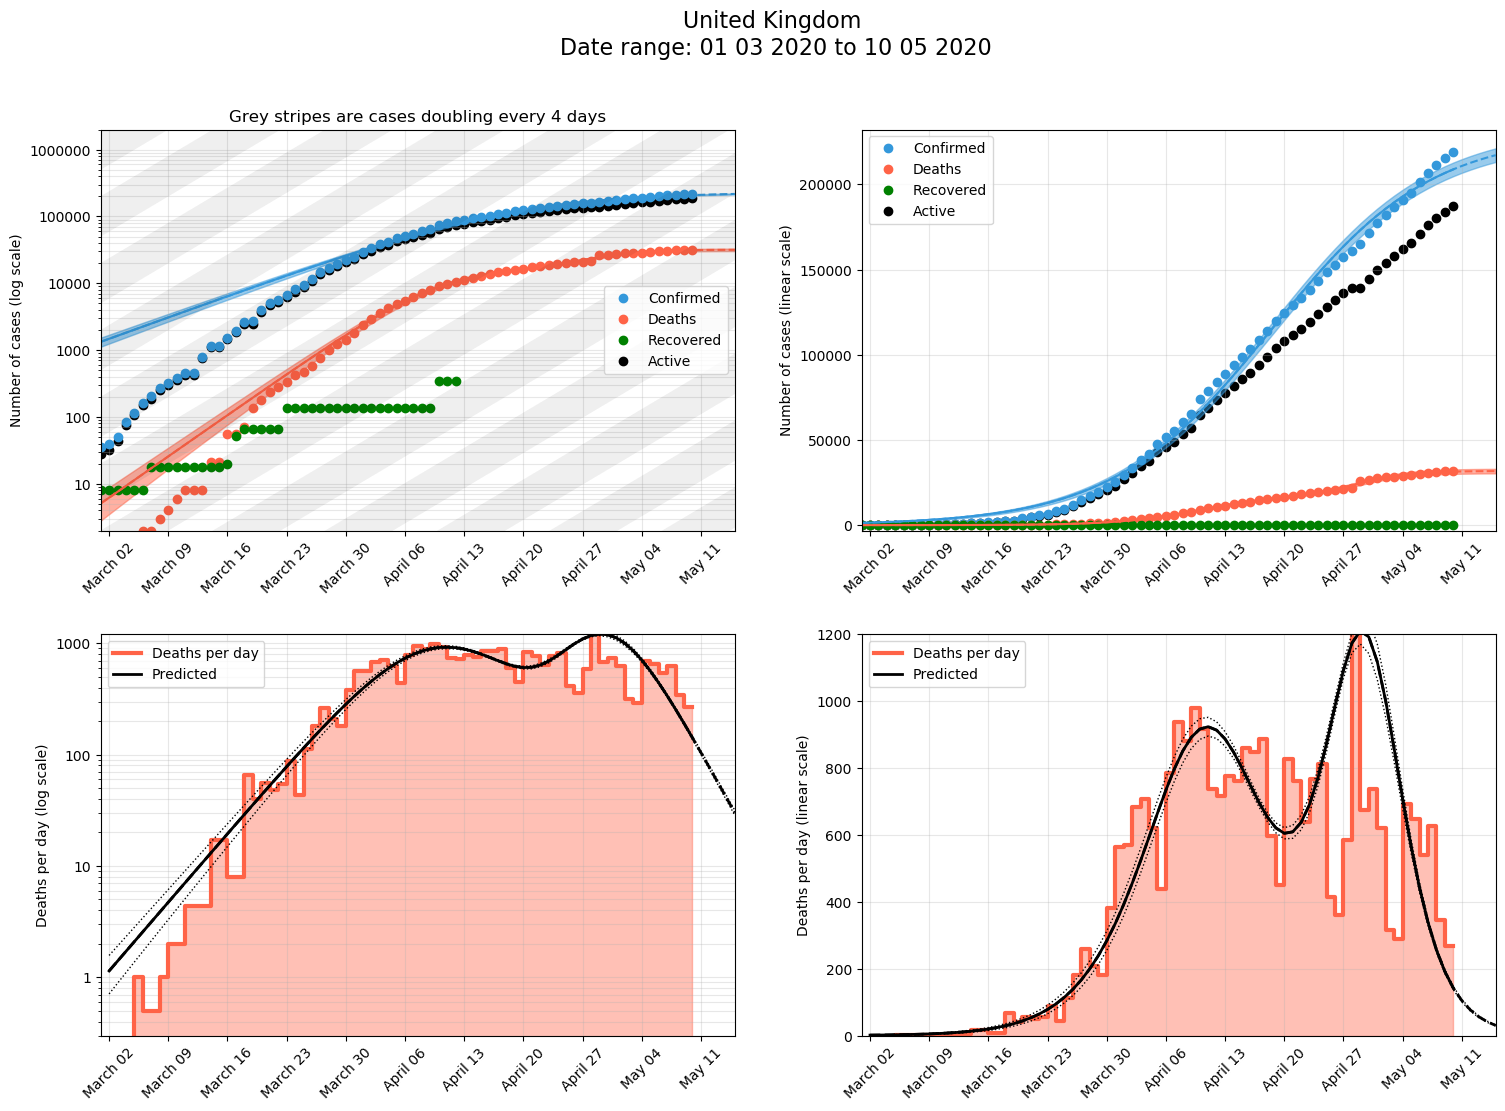 United Kingdom
Date range: 01 03 2020 to 10 05 2020
Grey stripes are cases doubling every 4 days
Number of cases (log scale)
1000000
100000
10000
1000
100
10
Confirmed
Deaths
Recovered
Active
March 02
March 09
March 16
March 23
March 30
April 06
April 13
April 20
April 27
May 04
May 11
Number of cases (linear scale)
200000
150000
100000
50000
0
Confirmed
Deaths
Recovered
Active
March 02
March 09
March 16
March 23
March 30
April 06
April 13
April 20
April 27
May 04
May 11
Deaths per day (log scale)
1000
100
10
1
Deaths per day
Predicted
March 02
March 09
March 16
March 23
March 30
April 06
April 13
April 20
April 27
May 04
May 11
Deaths per day (linear scale)
1200
1000
800
600
400
200
0
Deaths per day
Predicted
March 02
March 09
March 16
March 23
March 30
April 06
April 13
April 20
April 27
May 04
May 11